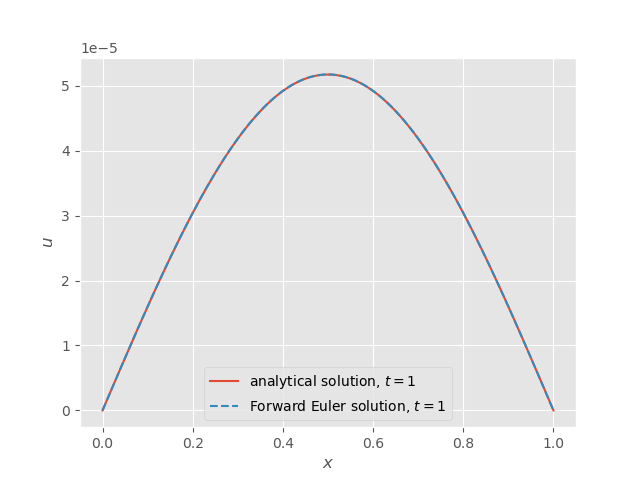 1e−5
5
4
3
2
1
0
u
analytical solution, t = 1
Forward Euler solution, t = 1
0.0 0.2 0.4 0.6 0.8 1.0
x